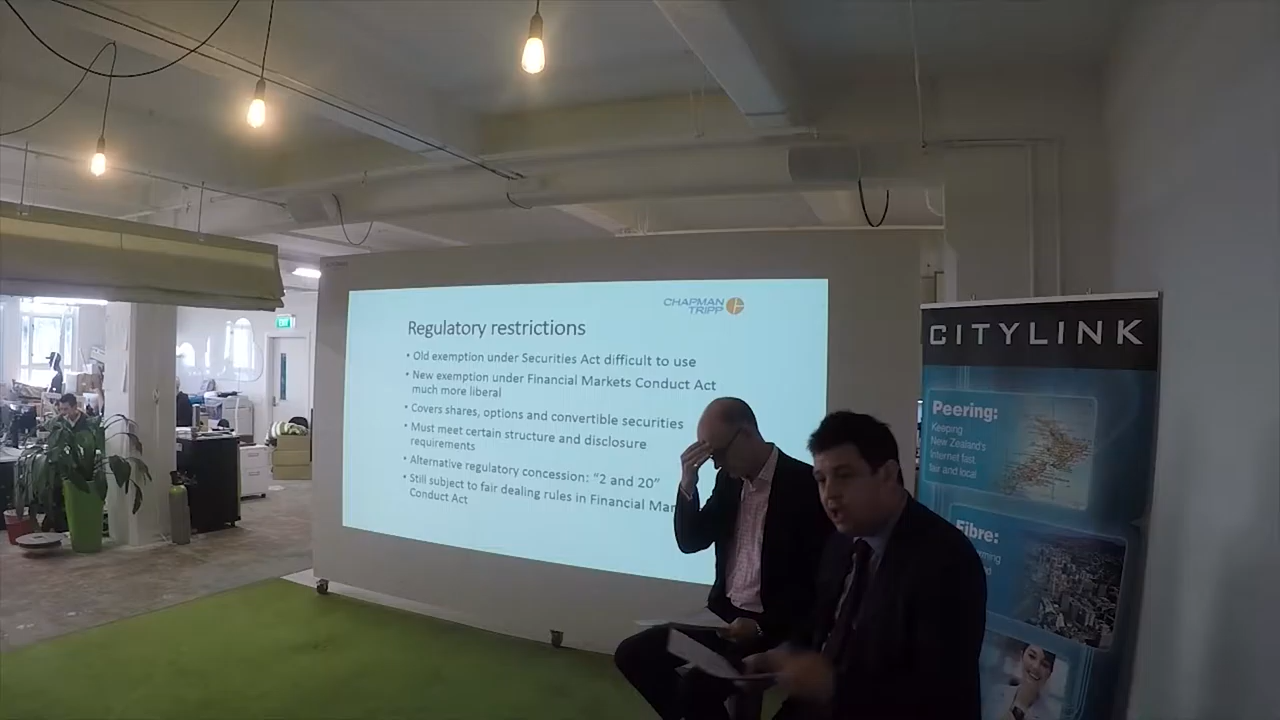 CHAPMAN
TRIPP
Regulatory restrictions
• Old exemption under Securities Act difficult to use
• New exemption under Financial Markets Conduct Act
much more liberal
• Covers shares, options and convertible securities
• Must meet certain structure and disclosure
requirements
• Alternative regulatory concession: "2 and 20"
• Still subject to fair dealing rules in Financial Mar
Conduct Act
EXIT
CITYLINK
Peering:
Keeping
New Zealand's
Internet fast,
fair and local
Fibre: